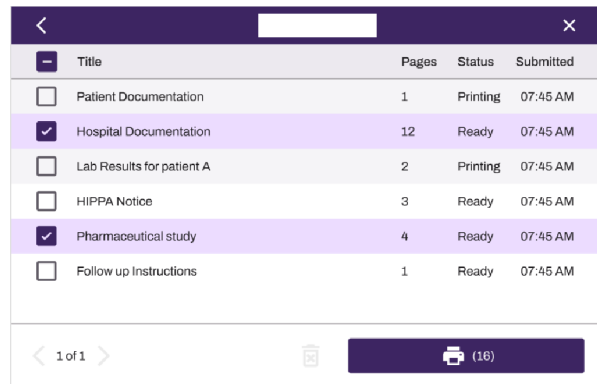 Title Pages Status Submitted
Patient Documentation 1 Printing 07:45 AM
Hospital Documentation 12 Ready 07:45 AM
Lab Results for patient A 2 Printing 07:45 AM
HIPPA Notice 3 Ready 07:45 AM
Pharmaceutical study 4 Ready 07:45 AM
Follow up Instructions 1 Ready 07:45 AM
1 of 1 (16)